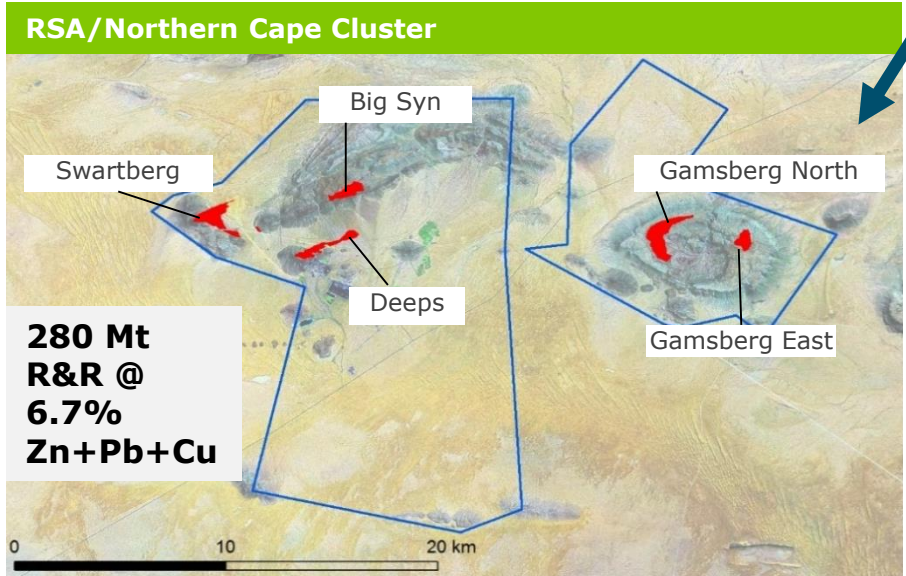 RSA/Northern Cape Cluster
Big Syn
Swartberg
Gamsberg North
Deeps
Gamsberg East
280 Mt
R&R @
6.7%
Zn+Pb+Cu
0 10 20 km